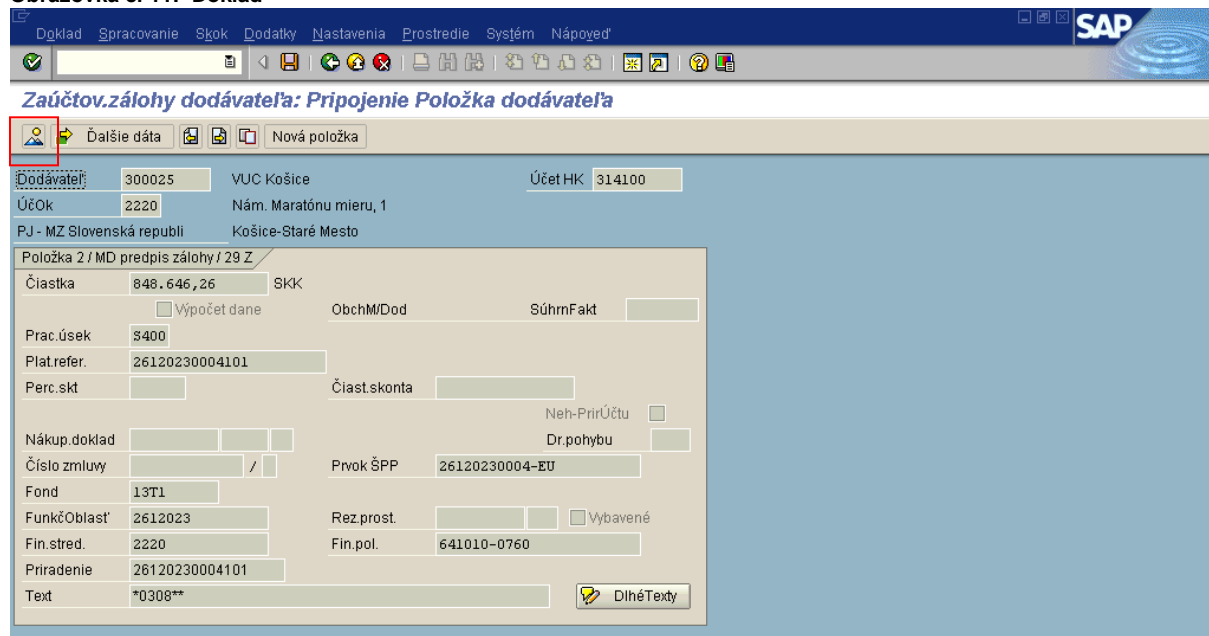 Doklad Spracovanie Skok Dodatky Nastavenia Prostredie Systém Nápoveď
SAP
Zaúčtov.zálohy dodávateľa: Pripojenie Položka dodávateľa
Ďalšie dáta Nová položka
Dodávateľ 300025 VUC Košice Účet HK 314100
ÚčOk 2220 Nám. Maratónu mieru, 1
PJ - MZ Slovenská republi Košice-Staré Mesto
Položka 2 / MD predpis zálohy / 29 Z
Čiastka 848.646,26 SKK
Výpočet dane ObchM/Dod SúhrnFakt
Prac.úsek S400
Plat.refer. 26120230004101
Perc.skt Čiast.skonta
Neh-PrirÚčtu
Nákup.doklad Dr.pohybu
Číslo zmluvy / Prvok ŠPP 26120230004-EU
Fond 13T1
FunkčOblasť 2612023 Rez.prost. Vybavené
Fin.stred. 2220 Fin.pol. 641010-0760
Priradenie 26120230004101
Text *0308** DlhéTexty